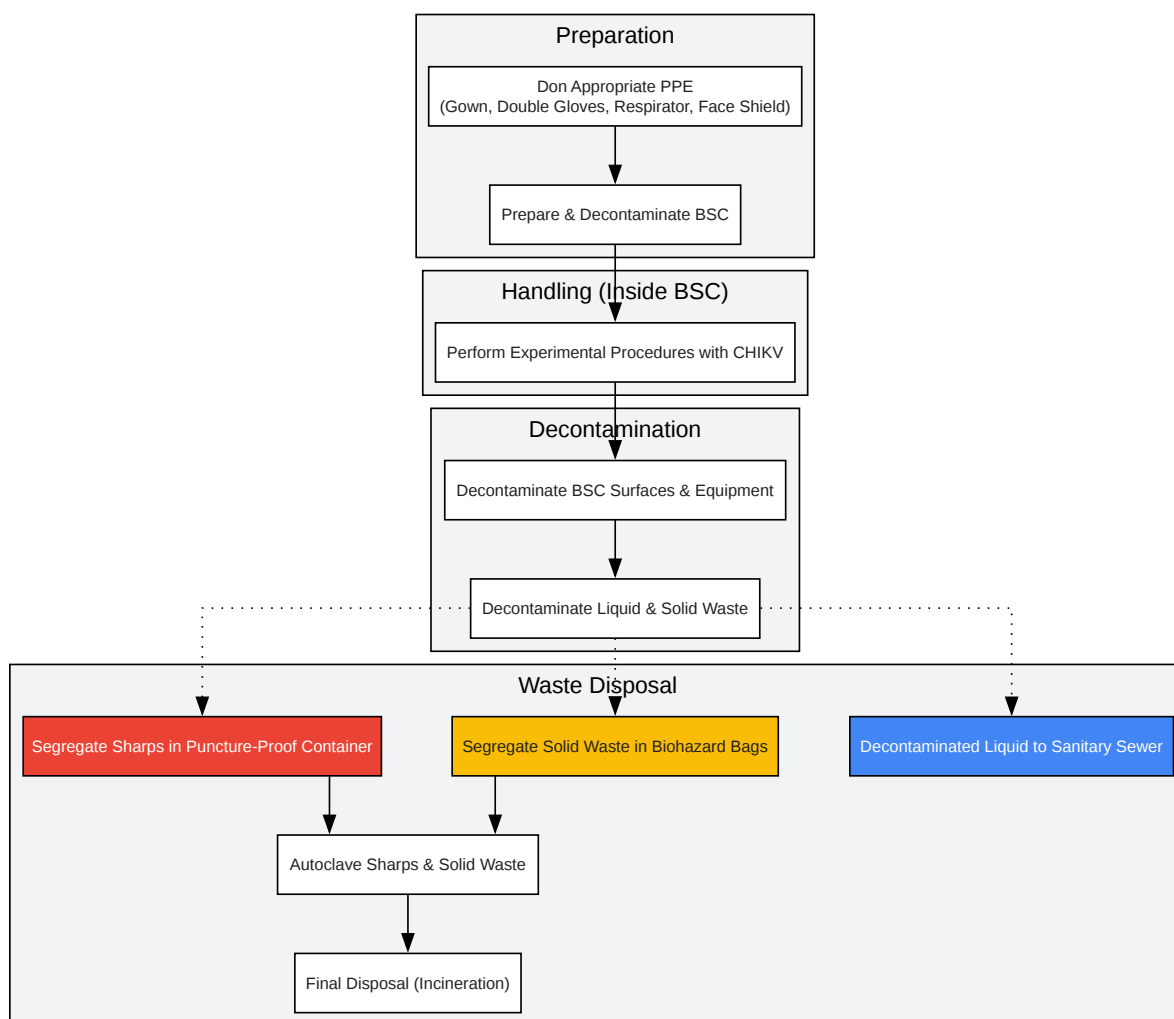 Preparation
Don Appropriate PPE
(Gown, Double Gloves, Respirator, Face Shield)
Prepare & Decontaminate BSC
Handling (Inside BSC)
Perform Experimental Procedures with CHIKV
Decontamination
Decontaminate BSC Surfaces & Equipment
Decontaminate Liquid & Solid Waste
Waste Disposal
Segregate Sharps in Puncture-Proof Container
Segregate Solid Waste in Biohazard Bags
Decontaminated Liquid to Sanitary Sewer
Autoclave Sharps & Solid Waste
Final Disposal (Incineration)